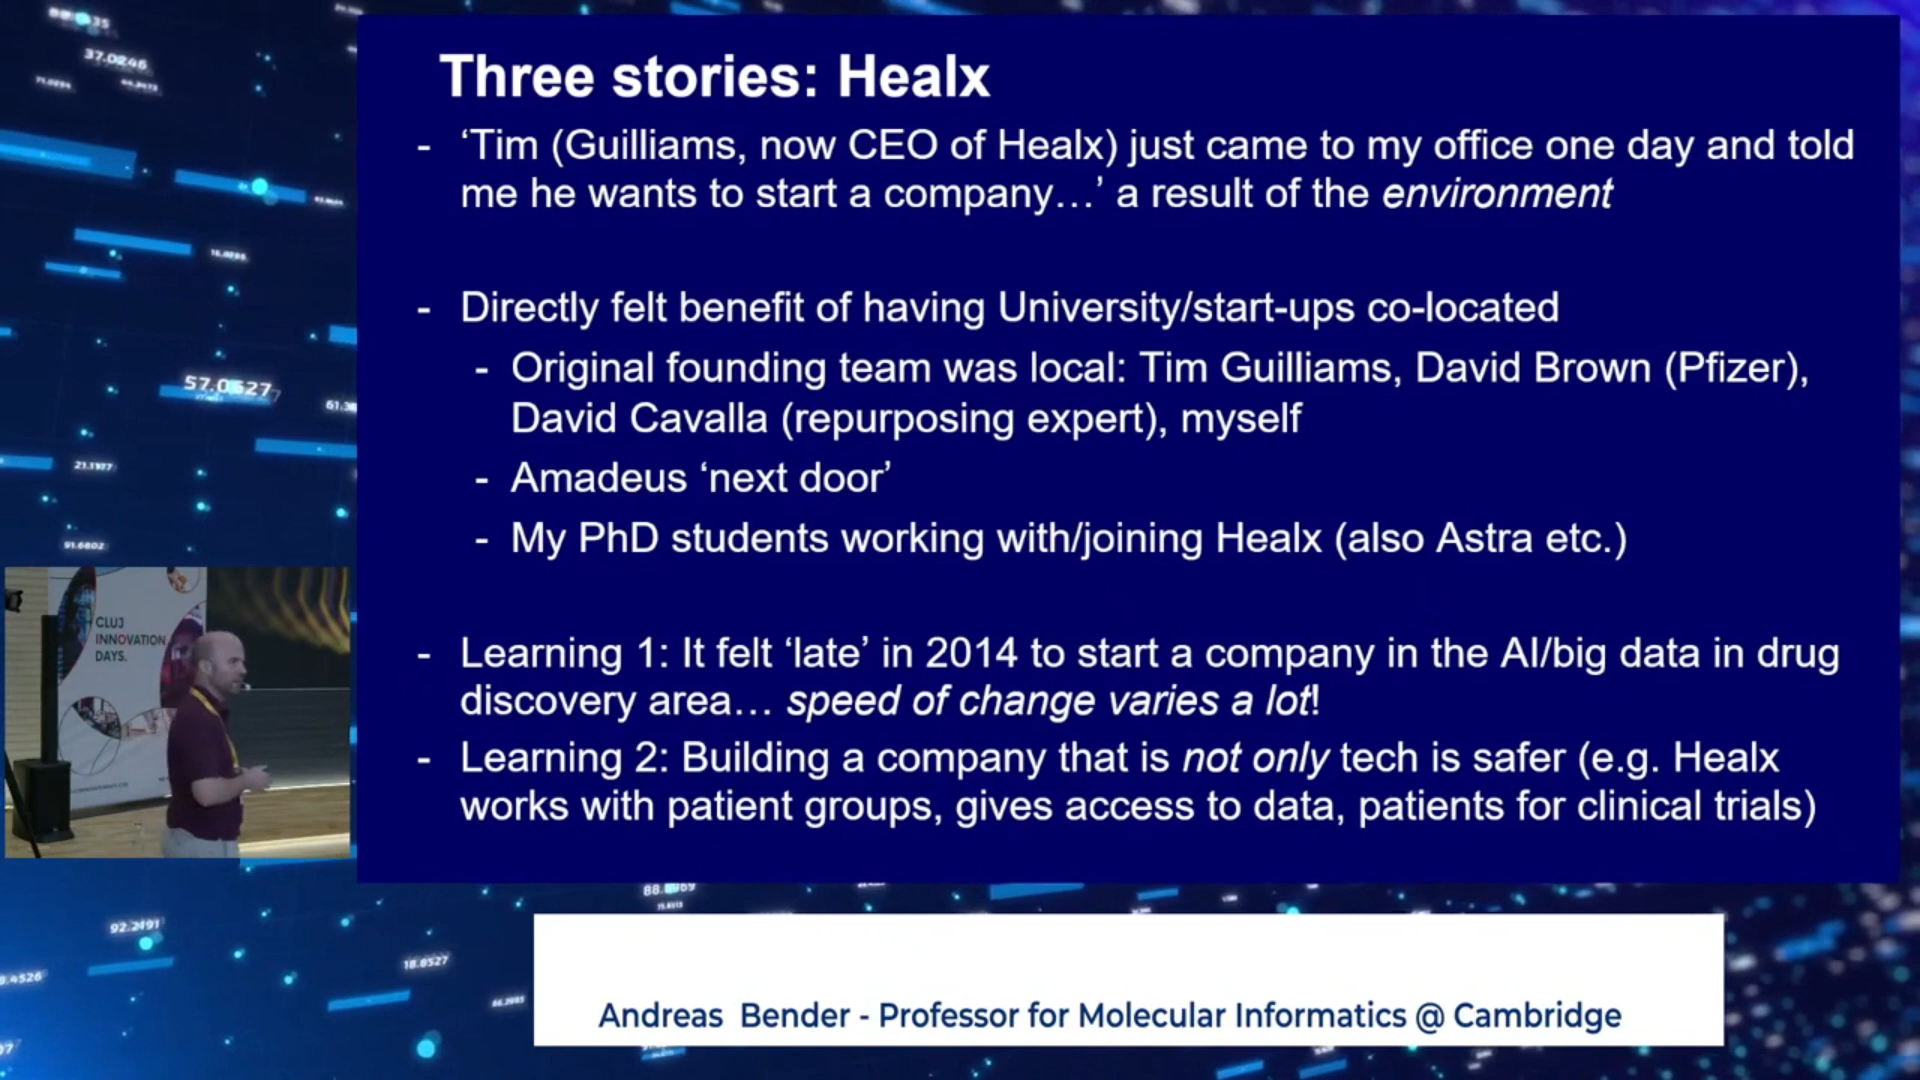 Three stories: Healx
- ‘Tim (Guilliams, now CEO of Healx) just came to my office one day and told
me he wants to start a company…’ a result of the environment
- Directly felt benefit of having University/start-ups co-located
- Original founding team was local: Tim Guilliams, David Brown (Pfizer),
David Cavalla (repurposing expert), myself
- Amadeus ‘next door’
- My PhD students working with/joining Healx (also Astra etc.)
- Learning 1: It felt ‘late’ in 2014 to start a company in the AI/big data in drug
discovery area… speed of change varies a lot!
- Learning 2: Building a company that is not only tech is safer (e.g. Healx
works with patient groups, gives access to data, patients for clinical trials)
37.0246
57.0527
21.1977
91.6802
CLUJ
INNOVATION
DAYS.
92.2191
18.8527
Andreas Bender - Professor for Molecular Informatics @ Cambridge